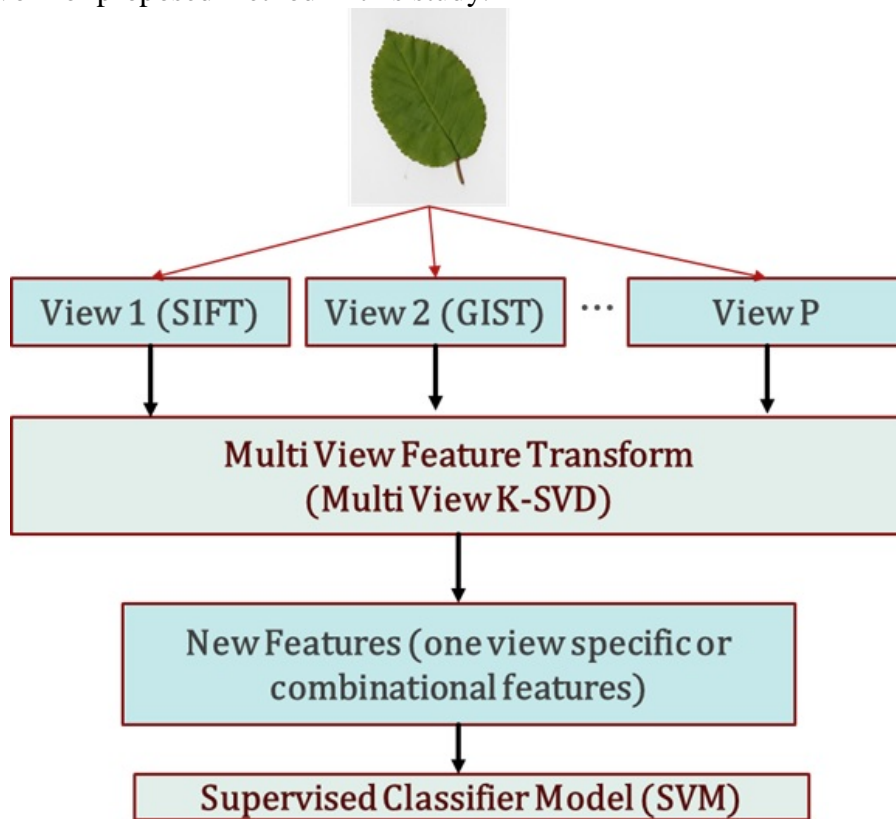 View 1 (SIFT) View 2 (GIST) ... View P
Multi View Feature Transform
(Multi View K-SVD)
New Features (one view specific or
combinational features)
Supervised Classifier Model (SVM)